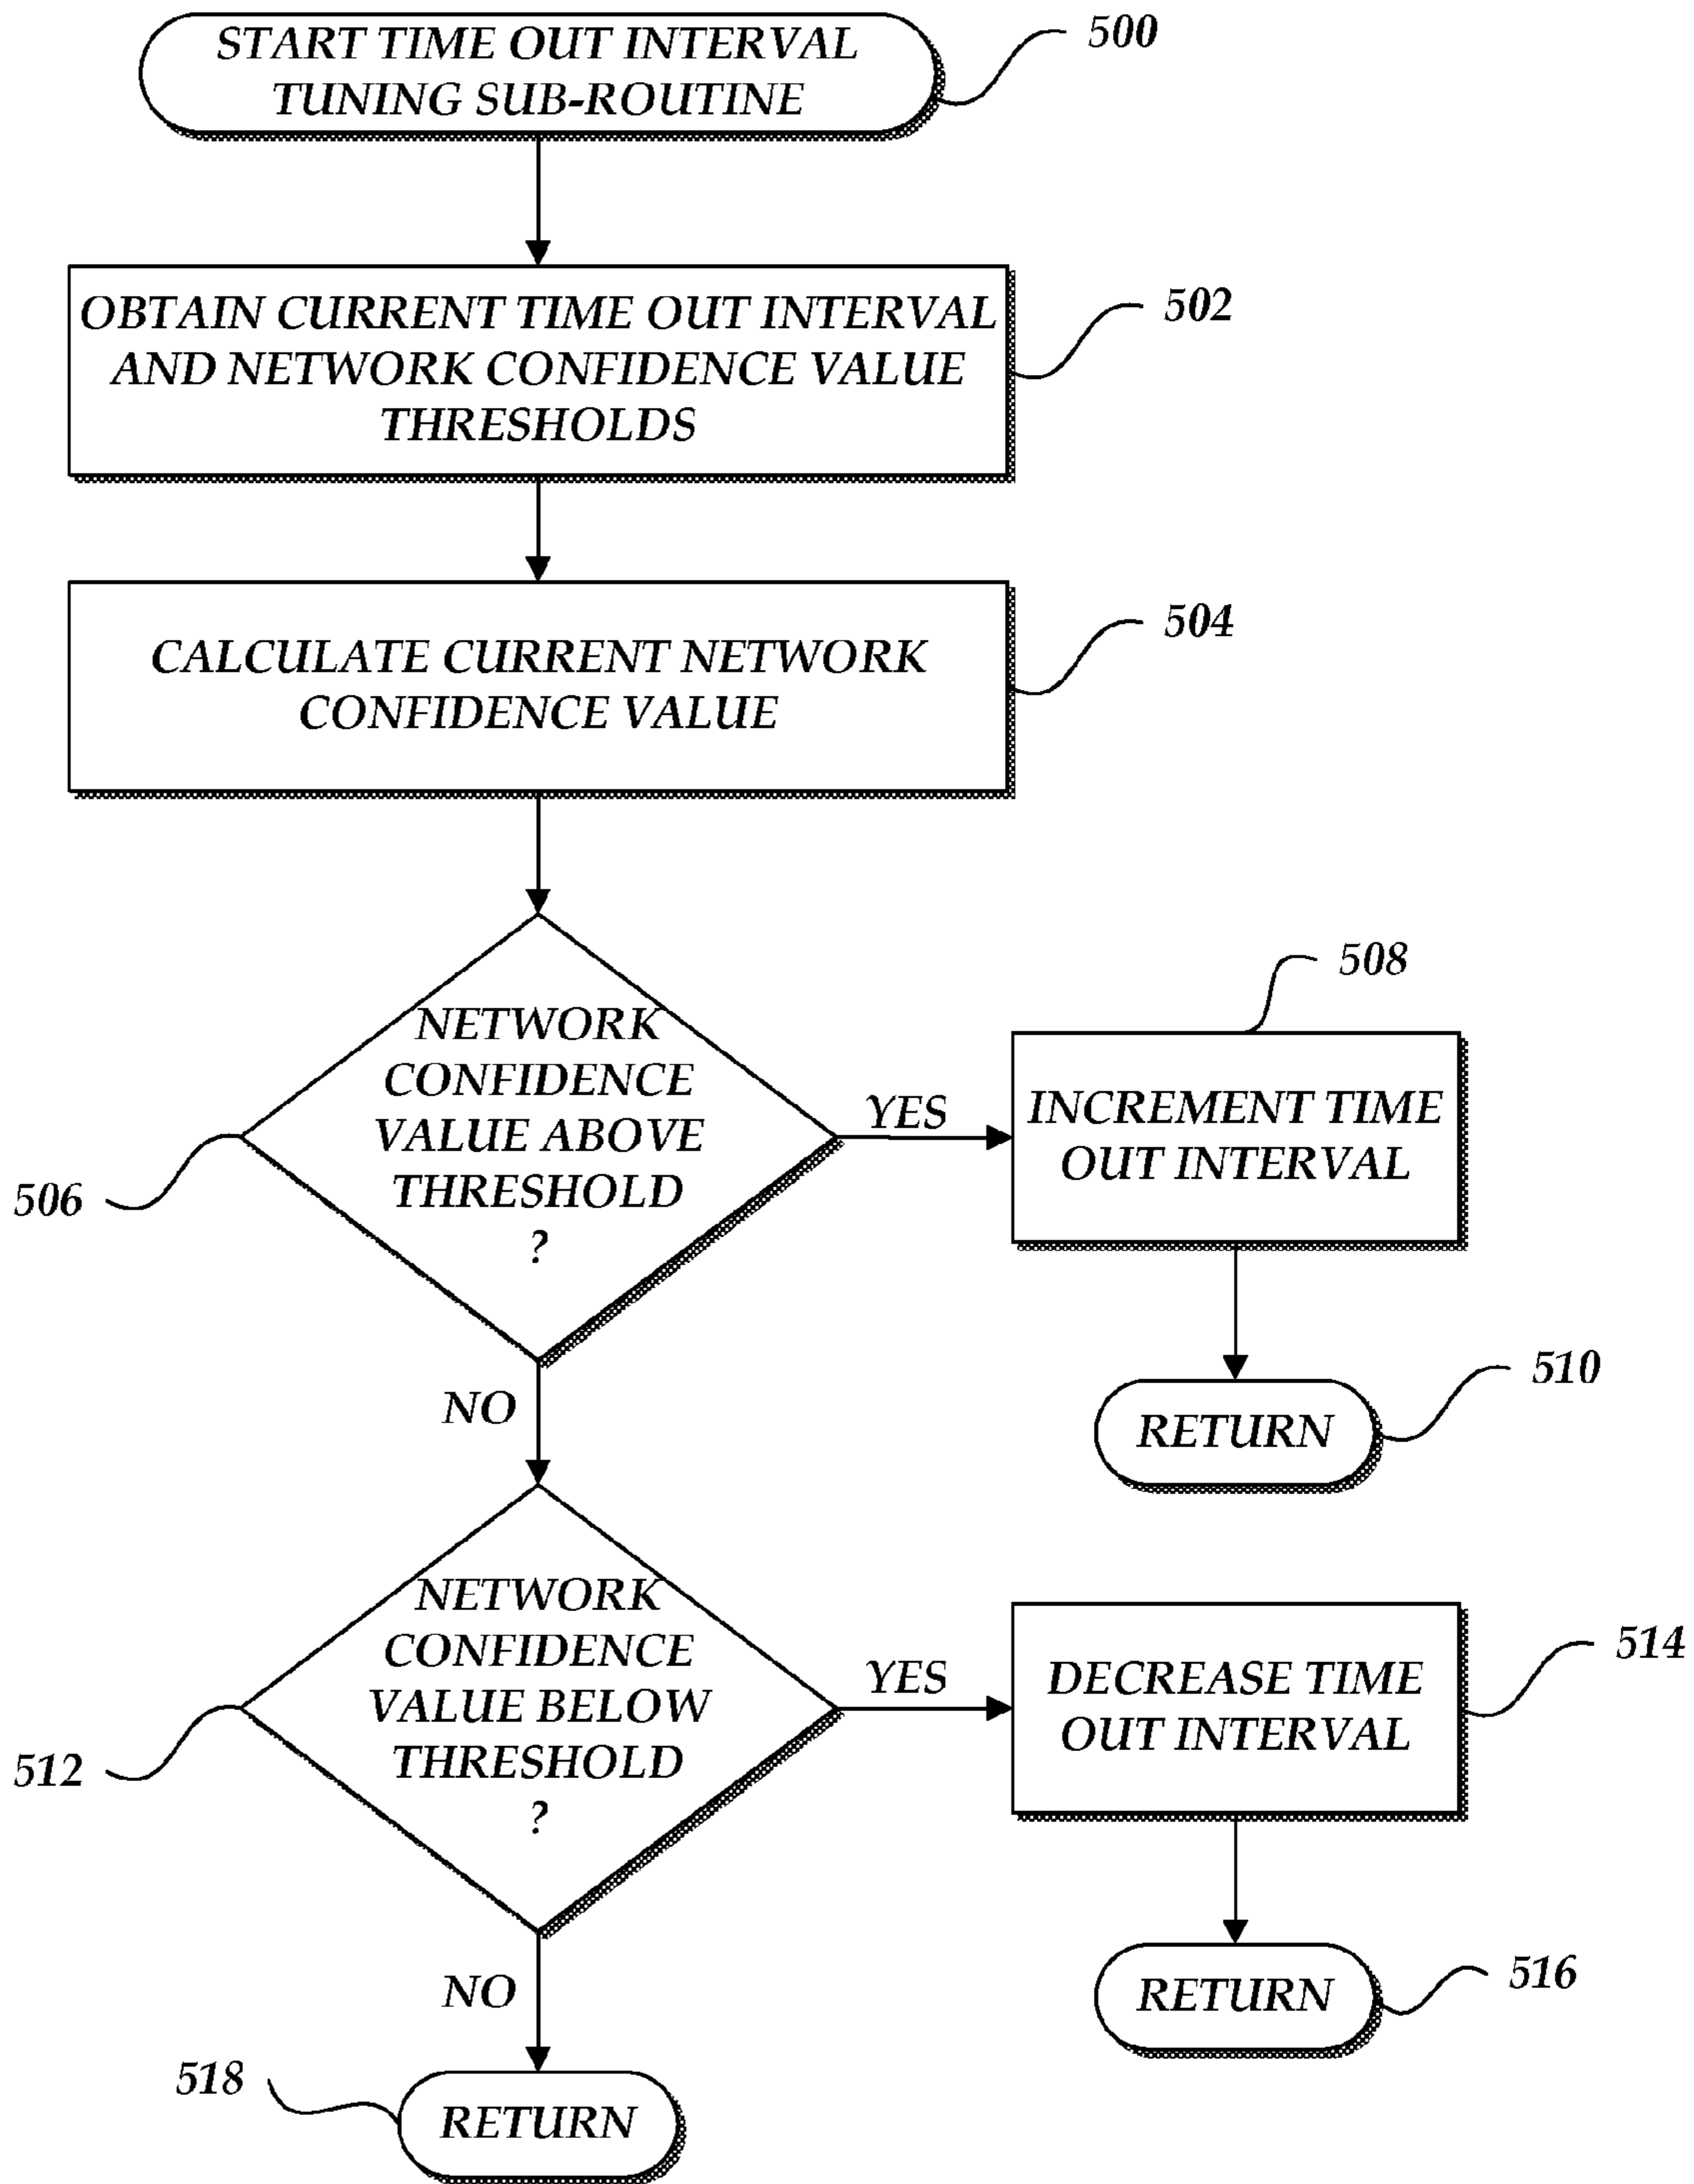 START TIME OUT INTERVAL
TUNING SUB-ROUTINE
500
OBTAIN CURRENT TIME OUT INTERVAL
AND NETWORK CONFIDENCE VALUE
THRESHOLDS
502
CALCULATE CURRENT NETWORK
CONFIDENCE VALUE
504
NETWORK
CONFIDENCE
VALUE ABOVE
THRESHOLD
?
506
YES
508
INCREMENT TIME
OUT INTERVAL
510
RETURN
NO
NETWORK
CONFIDENCE
VALUE BELOW
THRESHOLD
?
512
YES
DECREASE TIME
OUT INTERVAL
514
RETURN
516
NO
518
RETURN